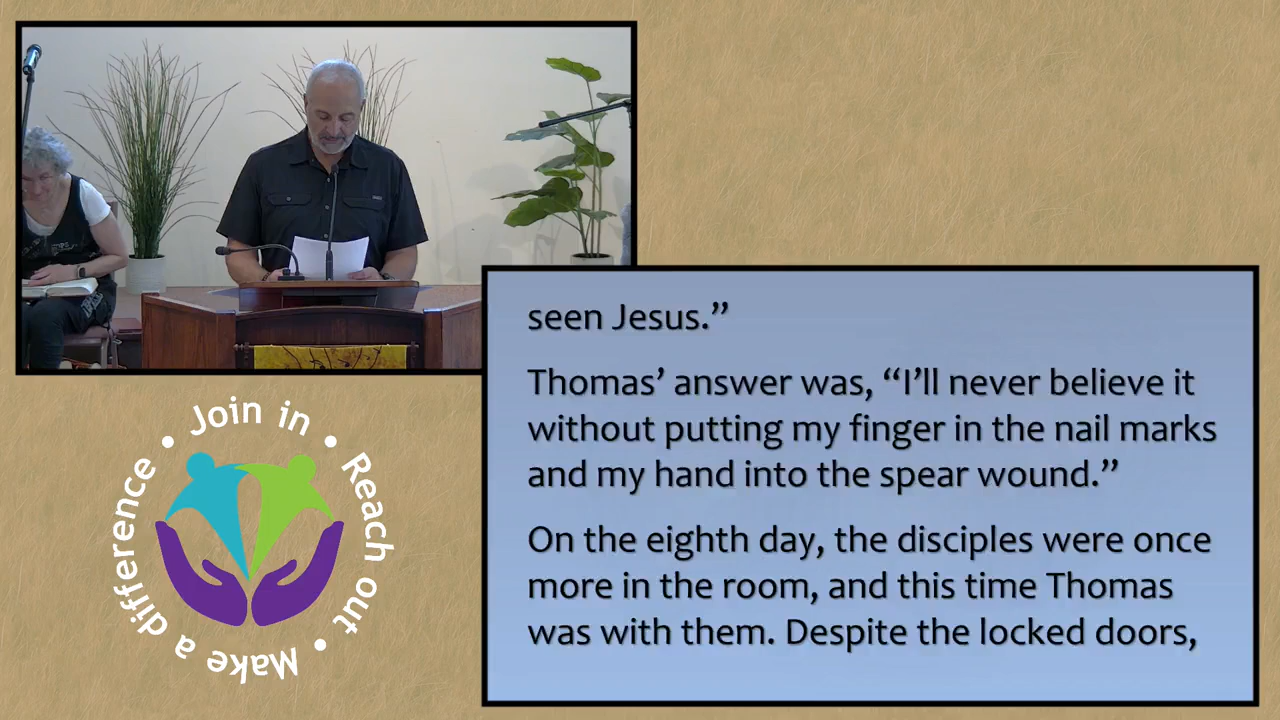 seen Jesus.”
Thomas’ answer was, “I’ll never believe it
without putting my finger in the nail marks
and my hand into the spear wound.”
On the eighth day, the disciples were once
more in the room, and this time Thomas
was with them. Despite the locked doors,
Join in • Reach out • Make a difference •